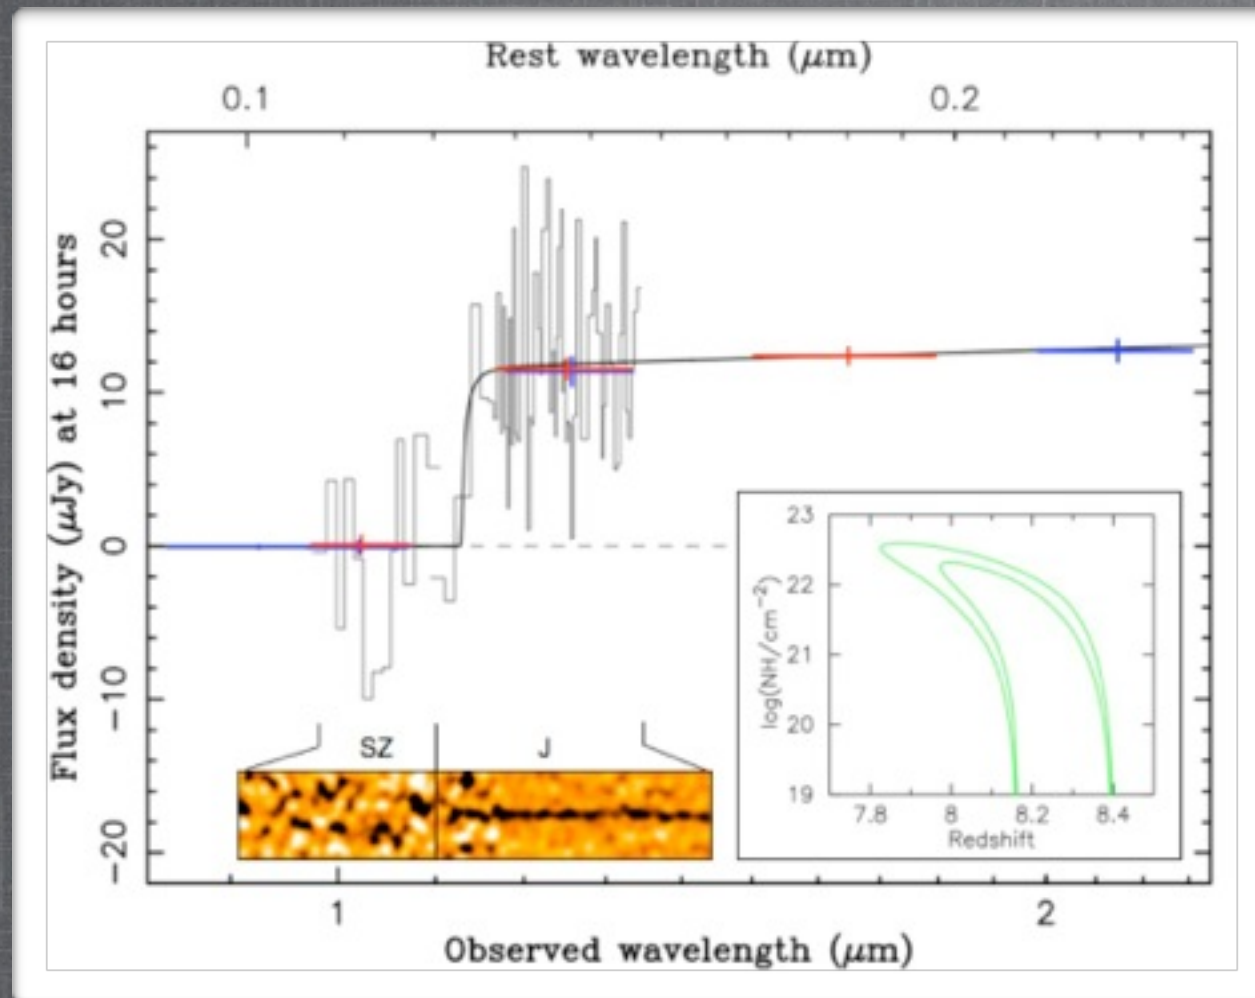 Rest wavelength (μm)
0.1 0.2
Flux density (μJy) at 16 hours
20
10
0
−10
−20
SZ J
log(NH/cm⁻²)
23
22
21
20
19
7.8 8 8.2 8.4
Redshift
1 2
Observed wavelength (μm)